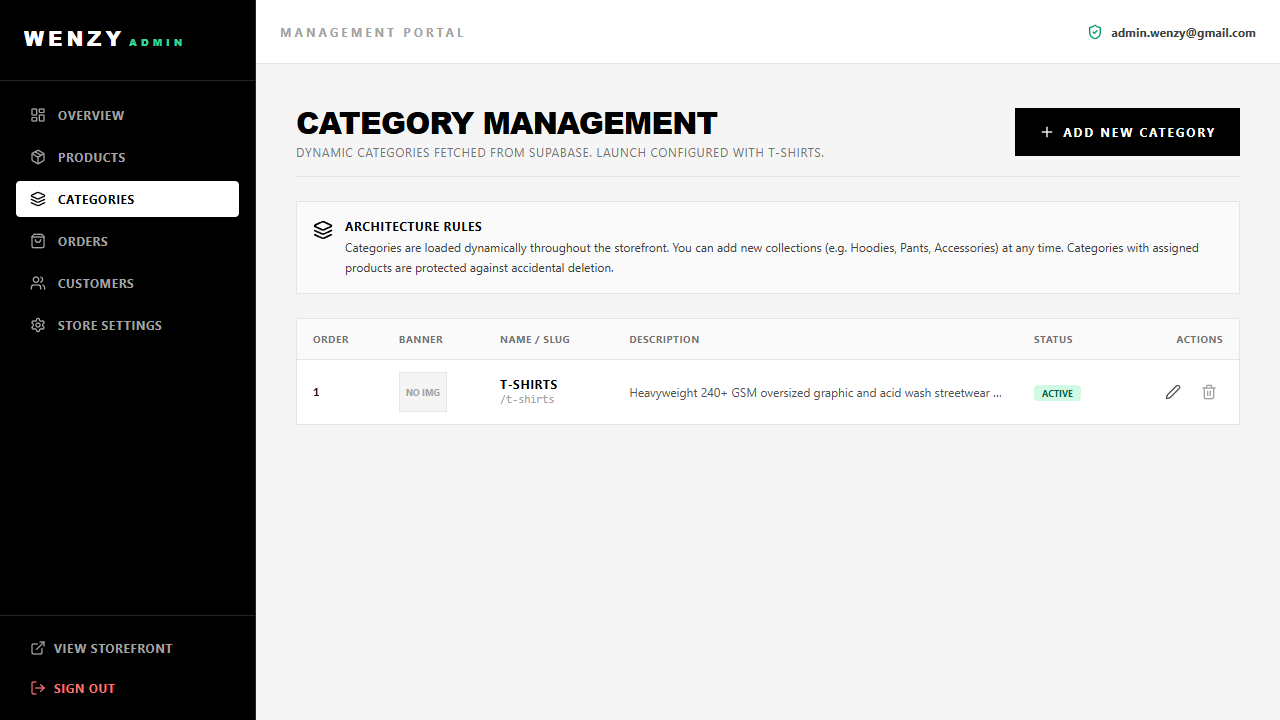 WENZY ADMIN
MANAGEMENT PORTAL
admin.wenzy@gmail.com
OVERVIEW
PRODUCTS
CATEGORIES
ORDERS
CUSTOMERS
STORE SETTINGS
VIEW STOREFRONT
SIGN OUT
CATEGORY MANAGEMENT
DYNAMIC CATEGORIES FETCHED FROM SUPABASE. LAUNCH CONFIGURED WITH T-SHIRTS.
ADD NEW CATEGORY
ARCHITECTURE RULES
Categories are loaded dynamically throughout the storefront. You can add new collections (e.g. Hoodies, Pants, Accessories) at any time. Categories with assigned
products are protected against accidental deletion.
ORDER BANNER NAME / SLUG DESCRIPTION STATUS ACTIONS
1 NO IMG T-SHIRTS Heavyweight 240+ GSM oversized graphic and acid wash streetwear ... ACTIVE
/t-shirts